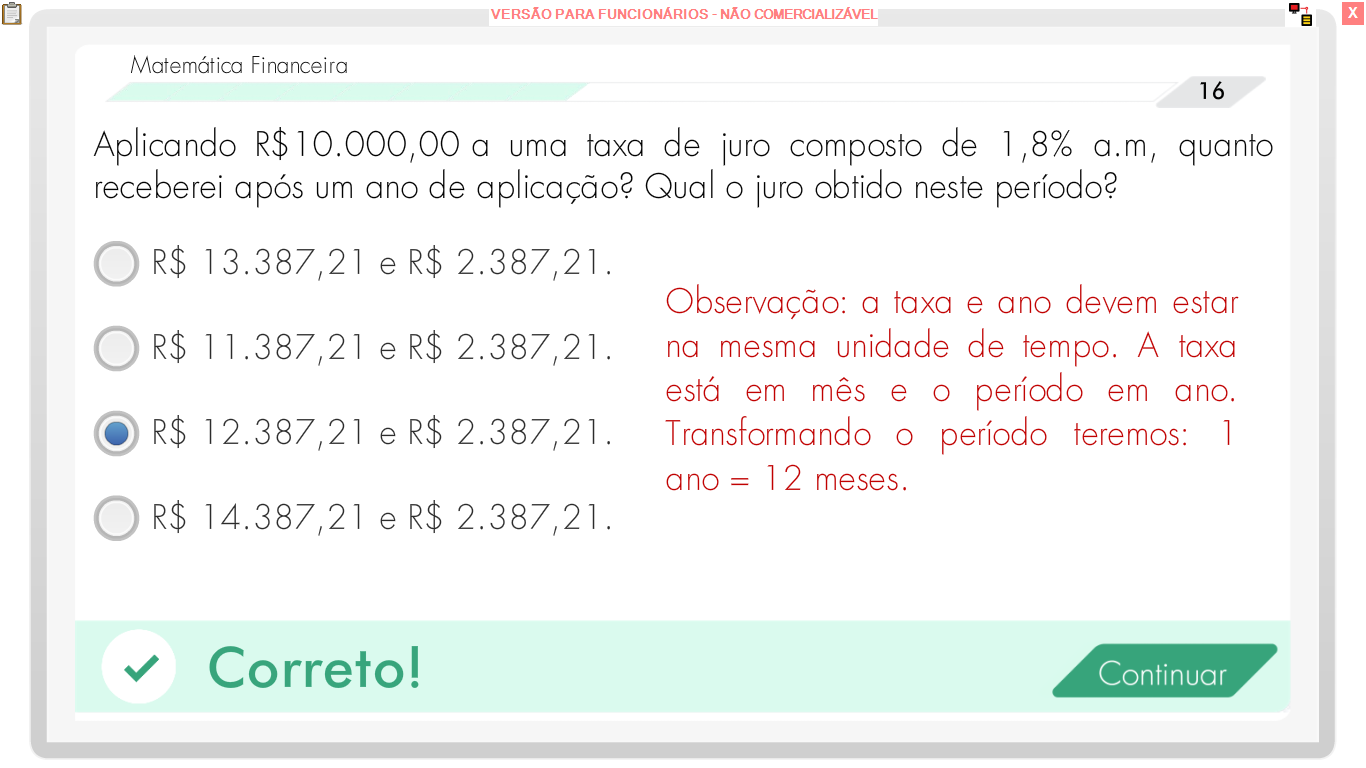 VERSÃO PARA FUNCIONÁRIOS - NÃO COMERCIALIZÁVEL
X
Matemática Financeira
16
Aplicando R$10.000,00 a uma taxa de juro composto de 1,8% a.m, quanto
receberei após um ano de aplicação? Qual o juro obtido neste período?
R$ 13.387,21 e R$ 2.387,21.
R$ 11.387,21 e R$ 2.387,21.
R$ 12.387,21 e R$ 2.387,21.
R$ 14.387,21 e R$ 2.387,21.
Observação: a taxa e ano devem estar
na mesma unidade de tempo. A taxa
está em mês e o período em ano.
Transformando o período teremos: 1
ano = 12 meses.
Correto!
Continuar